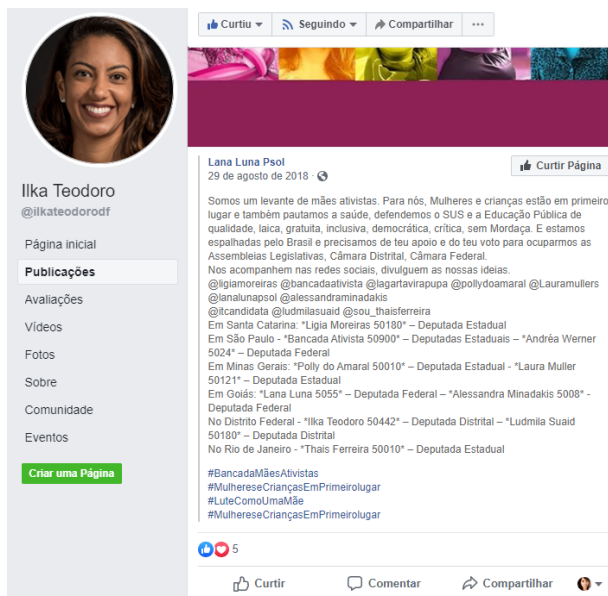 Curtiu
Seguindo
Compartilhar
Ilka Teodoro
@ilkateodorodf
Página inicial
Publicações
Avaliações
Vídeos
Fotos
Sobre
Comunidade
Eventos
Criar uma Página
Lana Luna Psol
29 de agosto de 2018 ·
Curtir Página
Somos um levante de mães ativistas. Para nós, Mulheres e crianças estão em primeiro
lugar e também pautamos a saúde, defendemos o SUS e a Educação Pública de
qualidade, laica, gratuita, inclusiva, democrática, crítica, sem Mordaça. E estamos
espalhadas pelo Brasil e precisamos de teu apoio e do teu voto para ocuparmos as
Assembleias Legislativas, Câmara Distrital, Câmara Federal.
Nos acompanhem nas redes sociais, divulguem as nossas ideias.
@ligiamoreiras @bancadaativista @lagartavirapupa @pollydoamaral @Lauramullers
@lanalunapsol @alessandraminadakis
@itcandidata @ludmilasuaid @sou_thaisferreira
Em Santa Catarina: *Ligia Moreiras 50180* – Deputada Estadual
Em São Paulo - *Bancada Ativista 50900* – Deputadas Estaduais – *Andréa Werner
5024* – Deputada Federal
Em Minas Gerais: *Polly do Amaral 50010* – Deputada Estadual - *Laura Muller
50121* – Deputada Estadual
Em Goiás: *Lana Luna 5055* – Deputada Federal – *Alessandra Minadakis 5008* -
Deputada Federal
No Distrito Federal - *Ilka Teodoro 50442* – Deputada Distrital – *Ludmila Suaid
50180* – Deputada Distrital
No Rio de Janeiro - *Thais Ferreira 50010* – Deputada Estadual
#BancadaMãesAtivistas
#MulhereseCriançasEmPrimeirolugar
#LuteComoUmaMãe
#MulhereseCriançasEmPrimeirolugar
5
Curtir
Comentar
Compartilhar